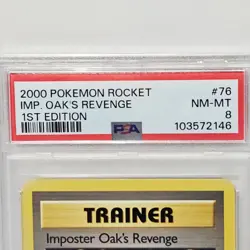 2000 POKEMON ROCKET #76
IMP. OAK'S REVENGE NM-MT
1ST EDITION 8
PSA 103572146
TRAINER
Imposter Oak's Revenge